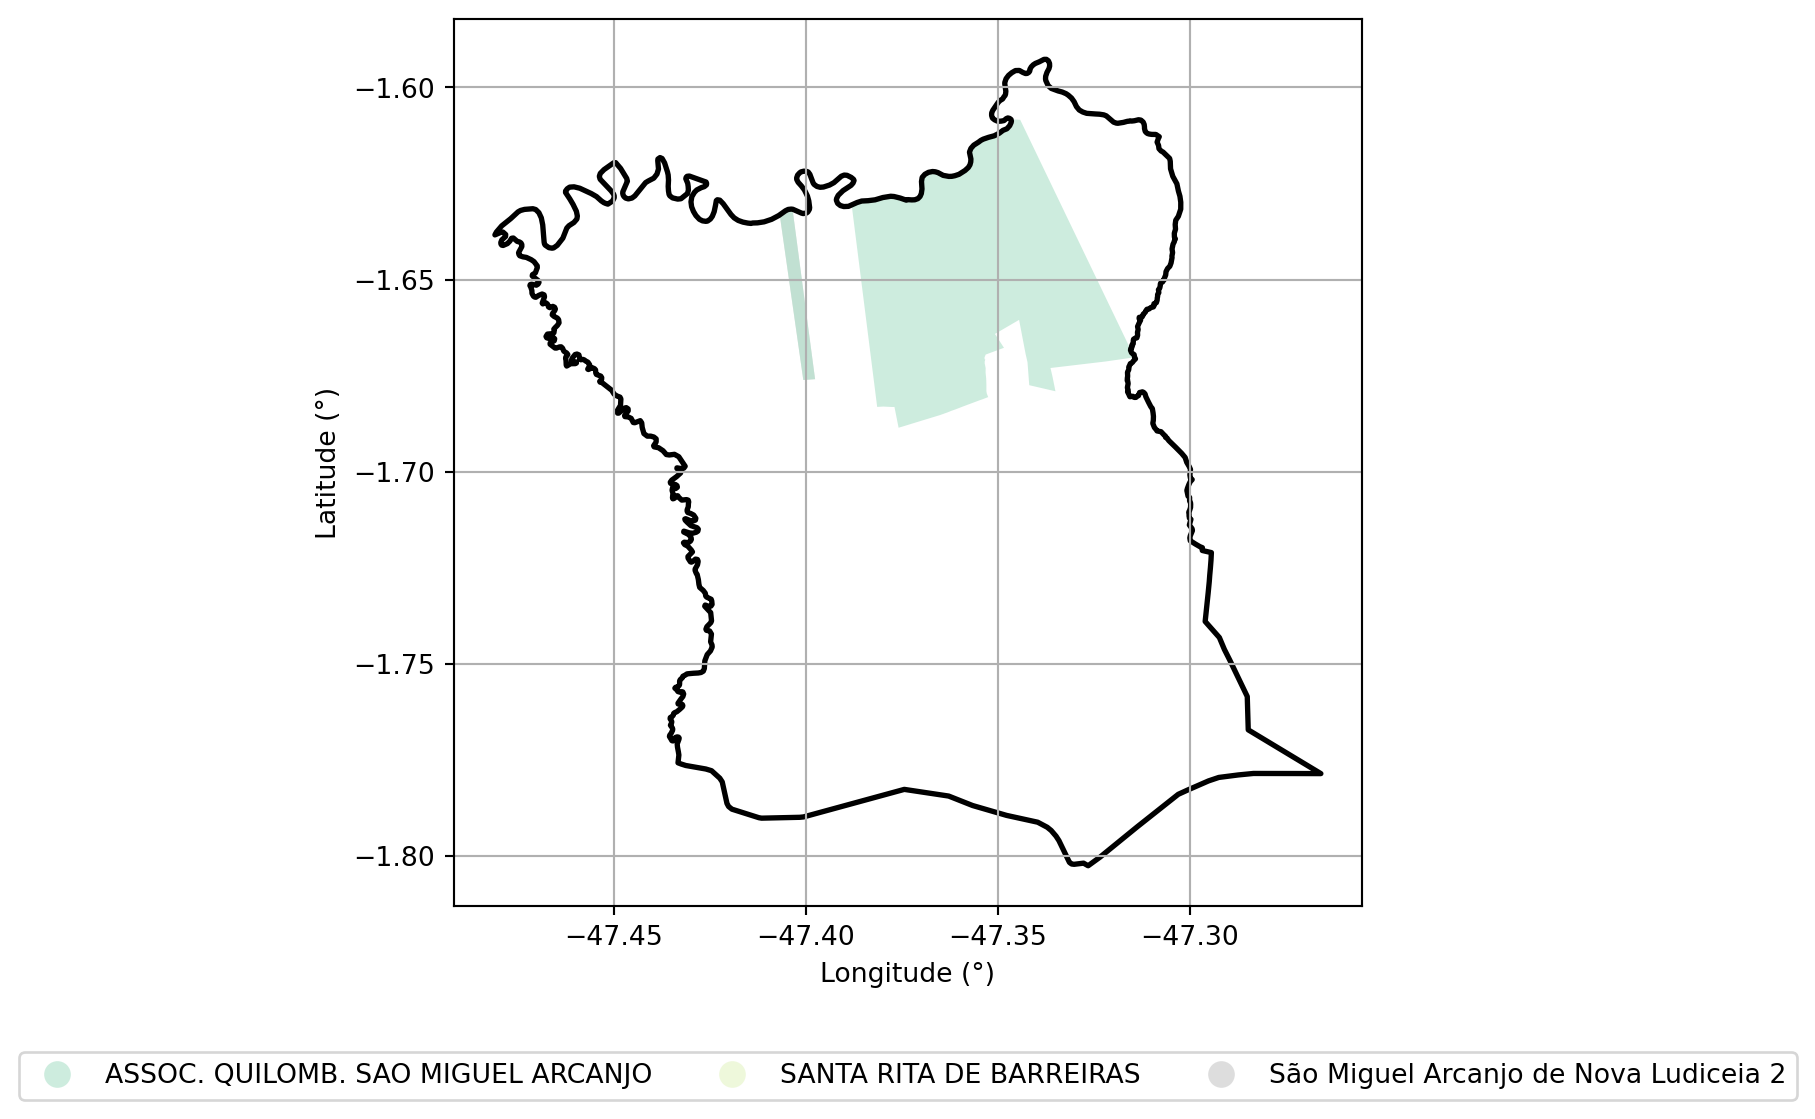 −1.60
−1.65
−1.70
−1.75
−1.80
Latitude (°)
−47.45 −47.40 −47.35 −47.30
Longitude (°)
ASSOC. QUILOMB. SAO MIGUEL ARCANJO SANTA RITA DE BARREIRAS São Miguel Arcanjo de Nova Ludiceia 2